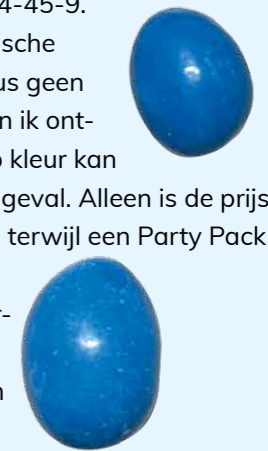 4-45-9.
sche
us geen
n ik ont-
kleur kan
geval. Alleen is de prijs
terwijl een Party Pack